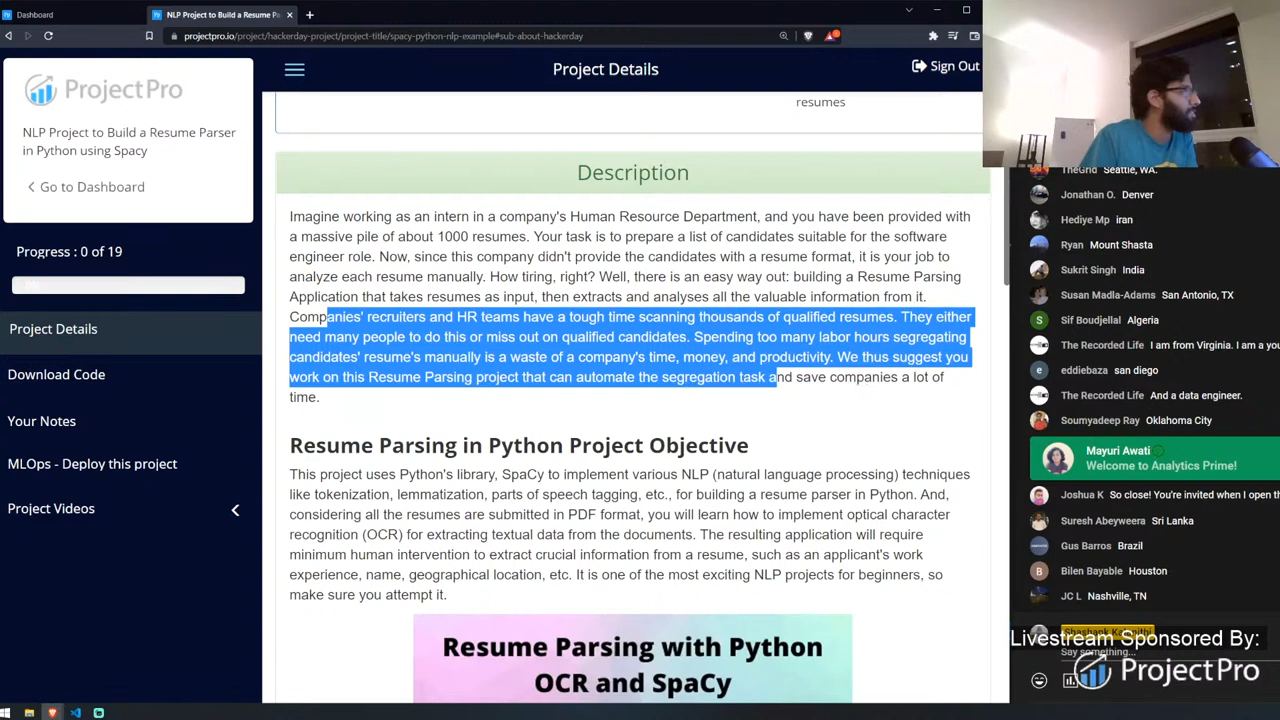 Dashboard
NLP Project to Build a Resume Pa
projectpro.io/project/hackerday-project/project-title/spacy-python-nlp-example#sub-about-hackerday
ProjectPro
NLP Project to Build a Resume Parser
in Python using Spacy
Go to Dashboard
Progress : 0 of 19
Project Details
Download Code
Your Notes
MLOps - Deploy this project
Project Videos
Project Details
Sign Out
resumes
Description
Imagine working as an intern in a company's Human Resource Department, and you have been provided with
a massive pile of about 1000 resumes. Your task is to prepare a list of candidates suitable for the software
engineer role. Now, since this company didn't provide the candidates with a resume format, it is your job to
analyze each resume manually. How tiring, right? Well, there is an easy way out: building a Resume Parsing
Application that takes resumes as input, then extracts and analyses all the valuable information from it.
Companies' recruiters and HR teams have a tough time scanning thousands of qualified resumes. They either
need many people to do this or miss out on qualified candidates. Spending too many labor hours segregating
candidates' resume's manually is a waste of a company's time, money, and productivity. We thus suggest you
work on this Resume Parsing project that can automate the segregation task and save companies a lot of
time.
Resume Parsing in Python Project Objective
This project uses Python's library, SpaCy to implement various NLP (natural language processing) techniques
like tokenization, lemmatization, parts of speech tagging, etc., for building a resume parser in Python. And,
considering all the resumes are submitted in PDF format, you will learn how to implement optical character
recognition (OCR) for extracting textual data from the documents. The resulting application will require
minimum human intervention to extract crucial information from a resume, such as an applicant's work
experience, name, geographical location, etc. It is one of the most exciting NLP projects for beginners, so
make sure you attempt it.
Resume Parsing with Python
OCR and SpaCy
TheGrid Seattle, WA.
Jonathan O. Denver
Hediye Mp iran
Ryan Mount Shasta
Sukrit Singh India
Susan Madla-Adams San Antonio, TX
S Sif Boudjellal Algeria
The Recorded Life I am from Virginia. I am a
eddiebaza san diego
The Recorded Life And a data engineer.
Soumyadeep Ray Oklahoma City
Mayuri Awati
Welcome to Analytics Prime!
Joshua K So close! You're invited when I open
Suresh Abeyweera Sri Lanka
Gus Barros Brazil
B Bilen Bayable Houston
JC L Nashville, TN
Livestream Sponsored By:
Say something...
ProjectPro